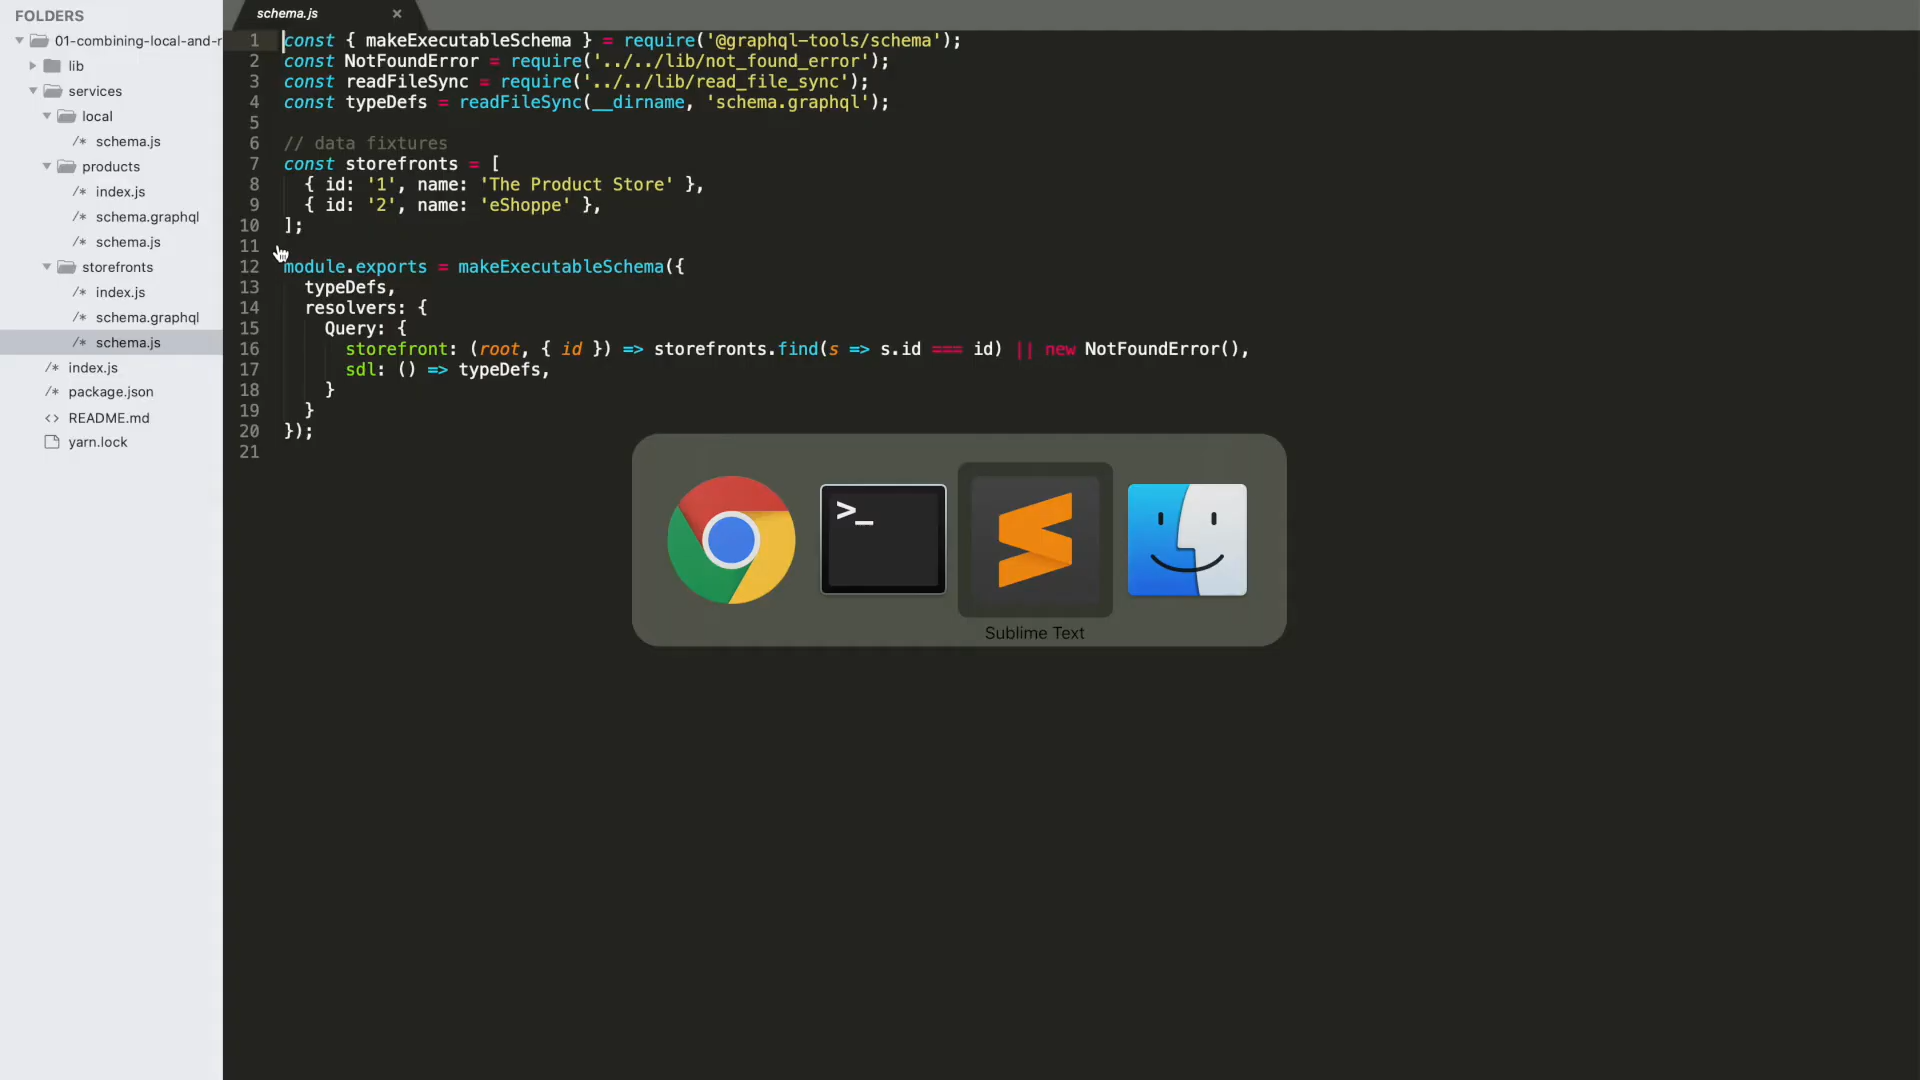 FOLDERS
01-combining-local-and-r
lib
services
local
/* schema.js
products
/* index.js
/* schema.graphql
/* schema.js
storefronts
/* index.js
/* schema.graphql
/* schema.js
/* index.js
/* package.json
<> README.md
yarn.lock
schema.js ×
1 const { makeExecutableSchema } = require('@graphql-tools/schema');
2 const NotFoundError = require('../../lib/not_found_error');
3 const readFileSync = require('../../lib/read_file_sync');
4 const typeDefs = readFileSync(__dirname, 'schema.graphql');
5
6 // data fixtures
7 const storefronts = [
8 { id: '1', name: 'The Product Store' },
9 { id: '2', name: 'eShoppe' },
10 ];
11
12 module.exports = makeExecutableSchema({
13 typeDefs,
14 resolvers: {
15 Query: {
16 storefront: (root, { id }) => storefronts.find(s => s.id === id) || new NotFoundError(),
17 sdl: () => typeDefs,
18 }
19 }
20 });
21
>_
Sublime Text